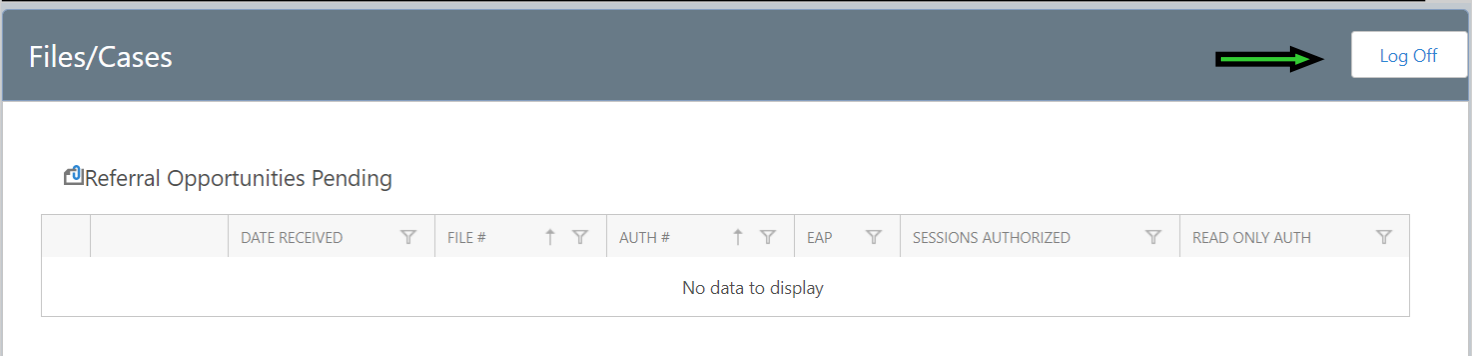 Files/Cases
Log Off
Referral Opportunities Pending
DATE RECEIVED FILE # AUTH # EAP SESSIONS AUTHORIZED READ ONLY AUTH
No data to display